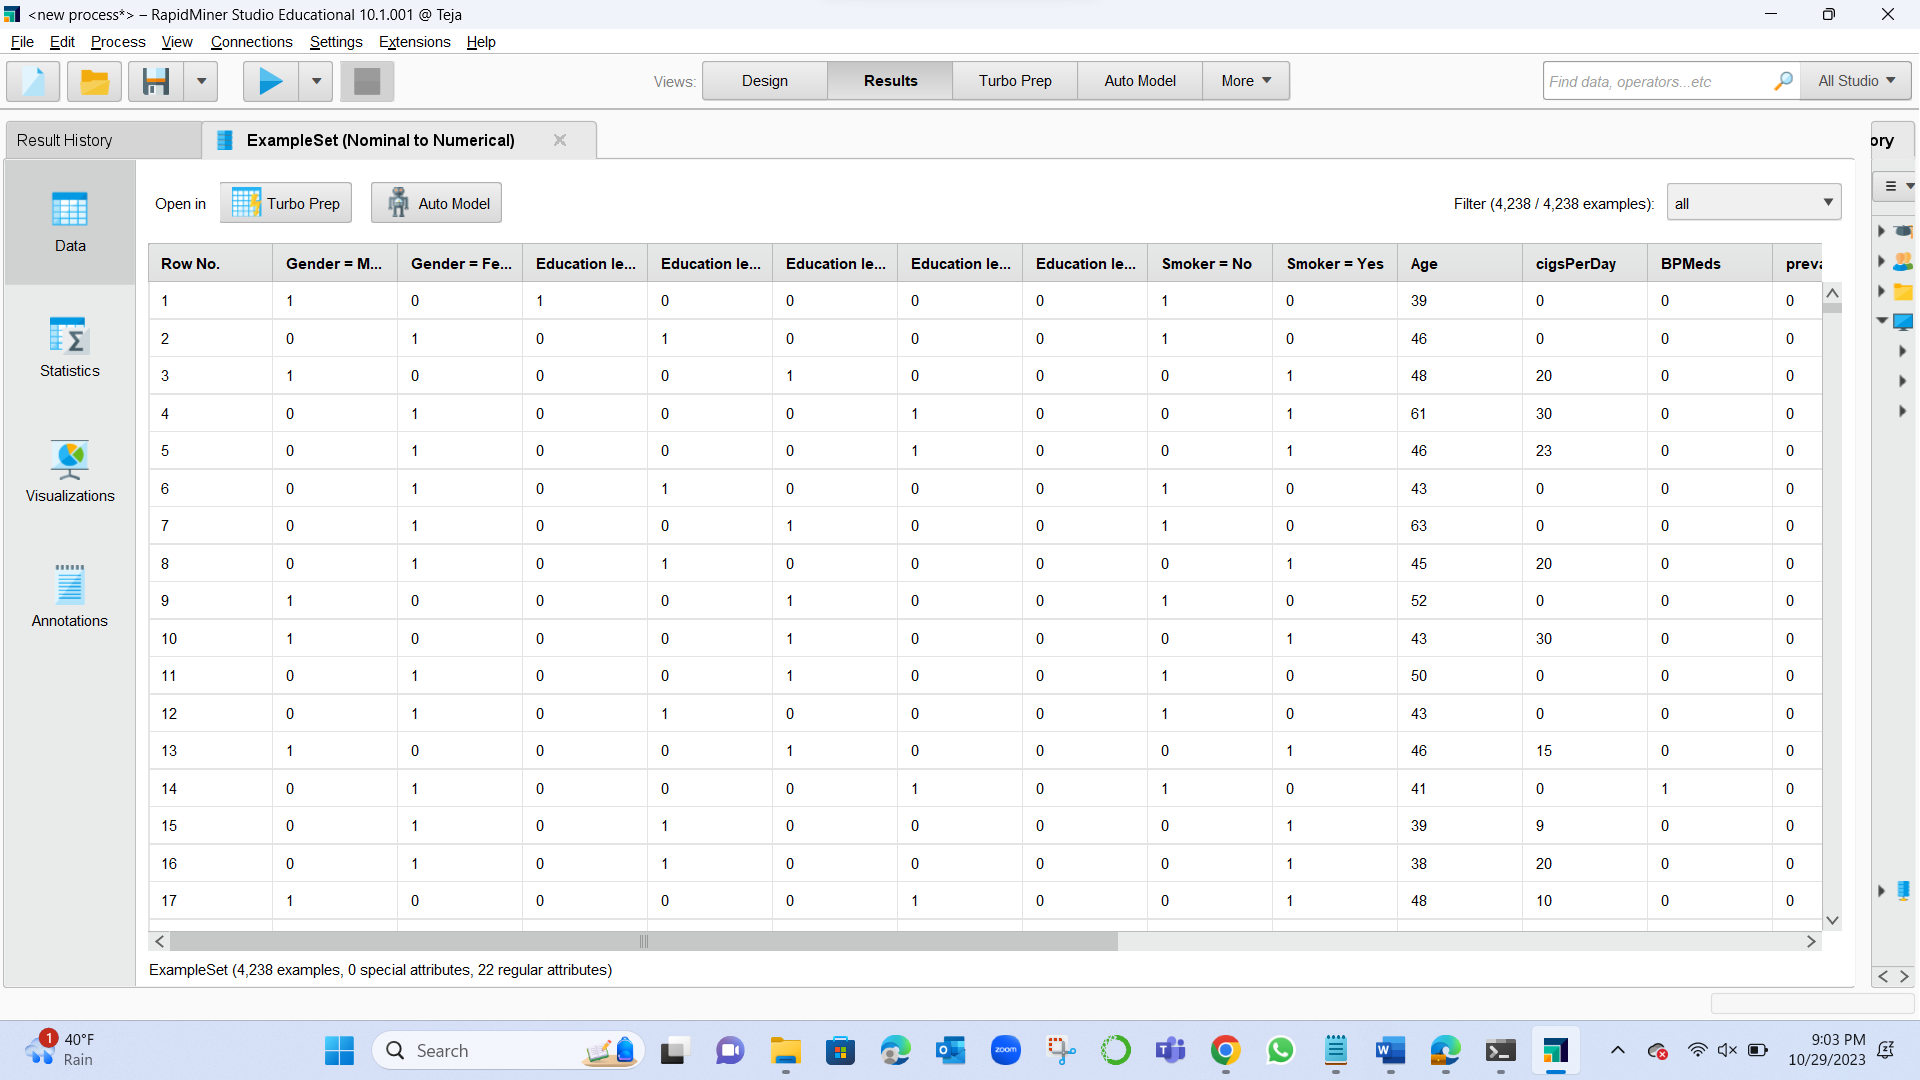 <new process*> – RapidMiner Studio Educational 10.1.001 @ Teja
File Edit Process View Connections Settings Extensions Help
Views: Design Results Turbo Prep Auto Model More Find data, operators...etc All Studio
Result History ExampleSet (Nominal to Numerical) ory
Open in Turbo Prep Auto Model Filter (4,238 / 4,238 examples): all
Data
Statistics
Visualizations
Annotations
Row No. Gender = M... Gender = Fe... Education le... Education le... Education le... Education le... Education le... Smoker = No Smoker = Yes Age cigsPerDay BPMeds preva
1 1 0 1 0 0 0 0 1 0 39 0 0 0
2 0 1 0 1 0 0 0 1 0 46 0 0 0
3 1 0 0 0 1 0 0 0 1 48 20 0 0
4 0 1 0 0 0 1 0 0 1 61 30 0 0
5 0 1 0 0 0 1 0 0 1 46 23 0 0
6 0 1 0 1 0 0 0 1 0 43 0 0 0
7 0 1 0 0 1 0 0 1 0 63 0 0 0
8 0 1 0 1 0 0 0 0 1 45 20 0 0
9 1 0 0 0 1 0 0 1 0 52 0 0 0
10 1 0 0 0 1 0 0 0 1 43 30 0 0
11 0 1 0 0 1 0 0 1 0 50 0 0 0
12 0 1 0 1 0 0 0 1 0 43 0 0 0
13 1 0 0 0 1 0 0 0 1 46 15 0 0
14 0 1 0 0 0 1 0 1 0 41 0 1 0
15 0 1 0 1 0 0 0 0 1 39 9 0 0
16 0 1 0 1 0 0 0 0 1 38 20 0 0
17 1 0 0 0 0 1 0 0 1 48 10 0 0
ExampleSet (4,238 examples, 0 special attributes, 22 regular attributes)
1 40°F
Rain
Search
zoom
9:03 PM
10/29/2023